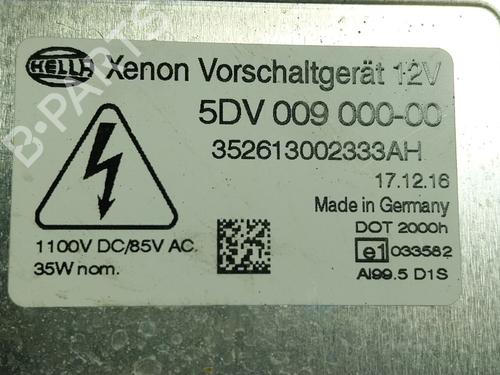 HELLA Xenon Vorschaltgerät 12V
5DV 009 000-00
352613002333AH
17.12.16
Made in Germany
DOT 2000h
e1 033582
Al99.5 D1S
1100V DC/85V AC
35W nom.
B-PARTS